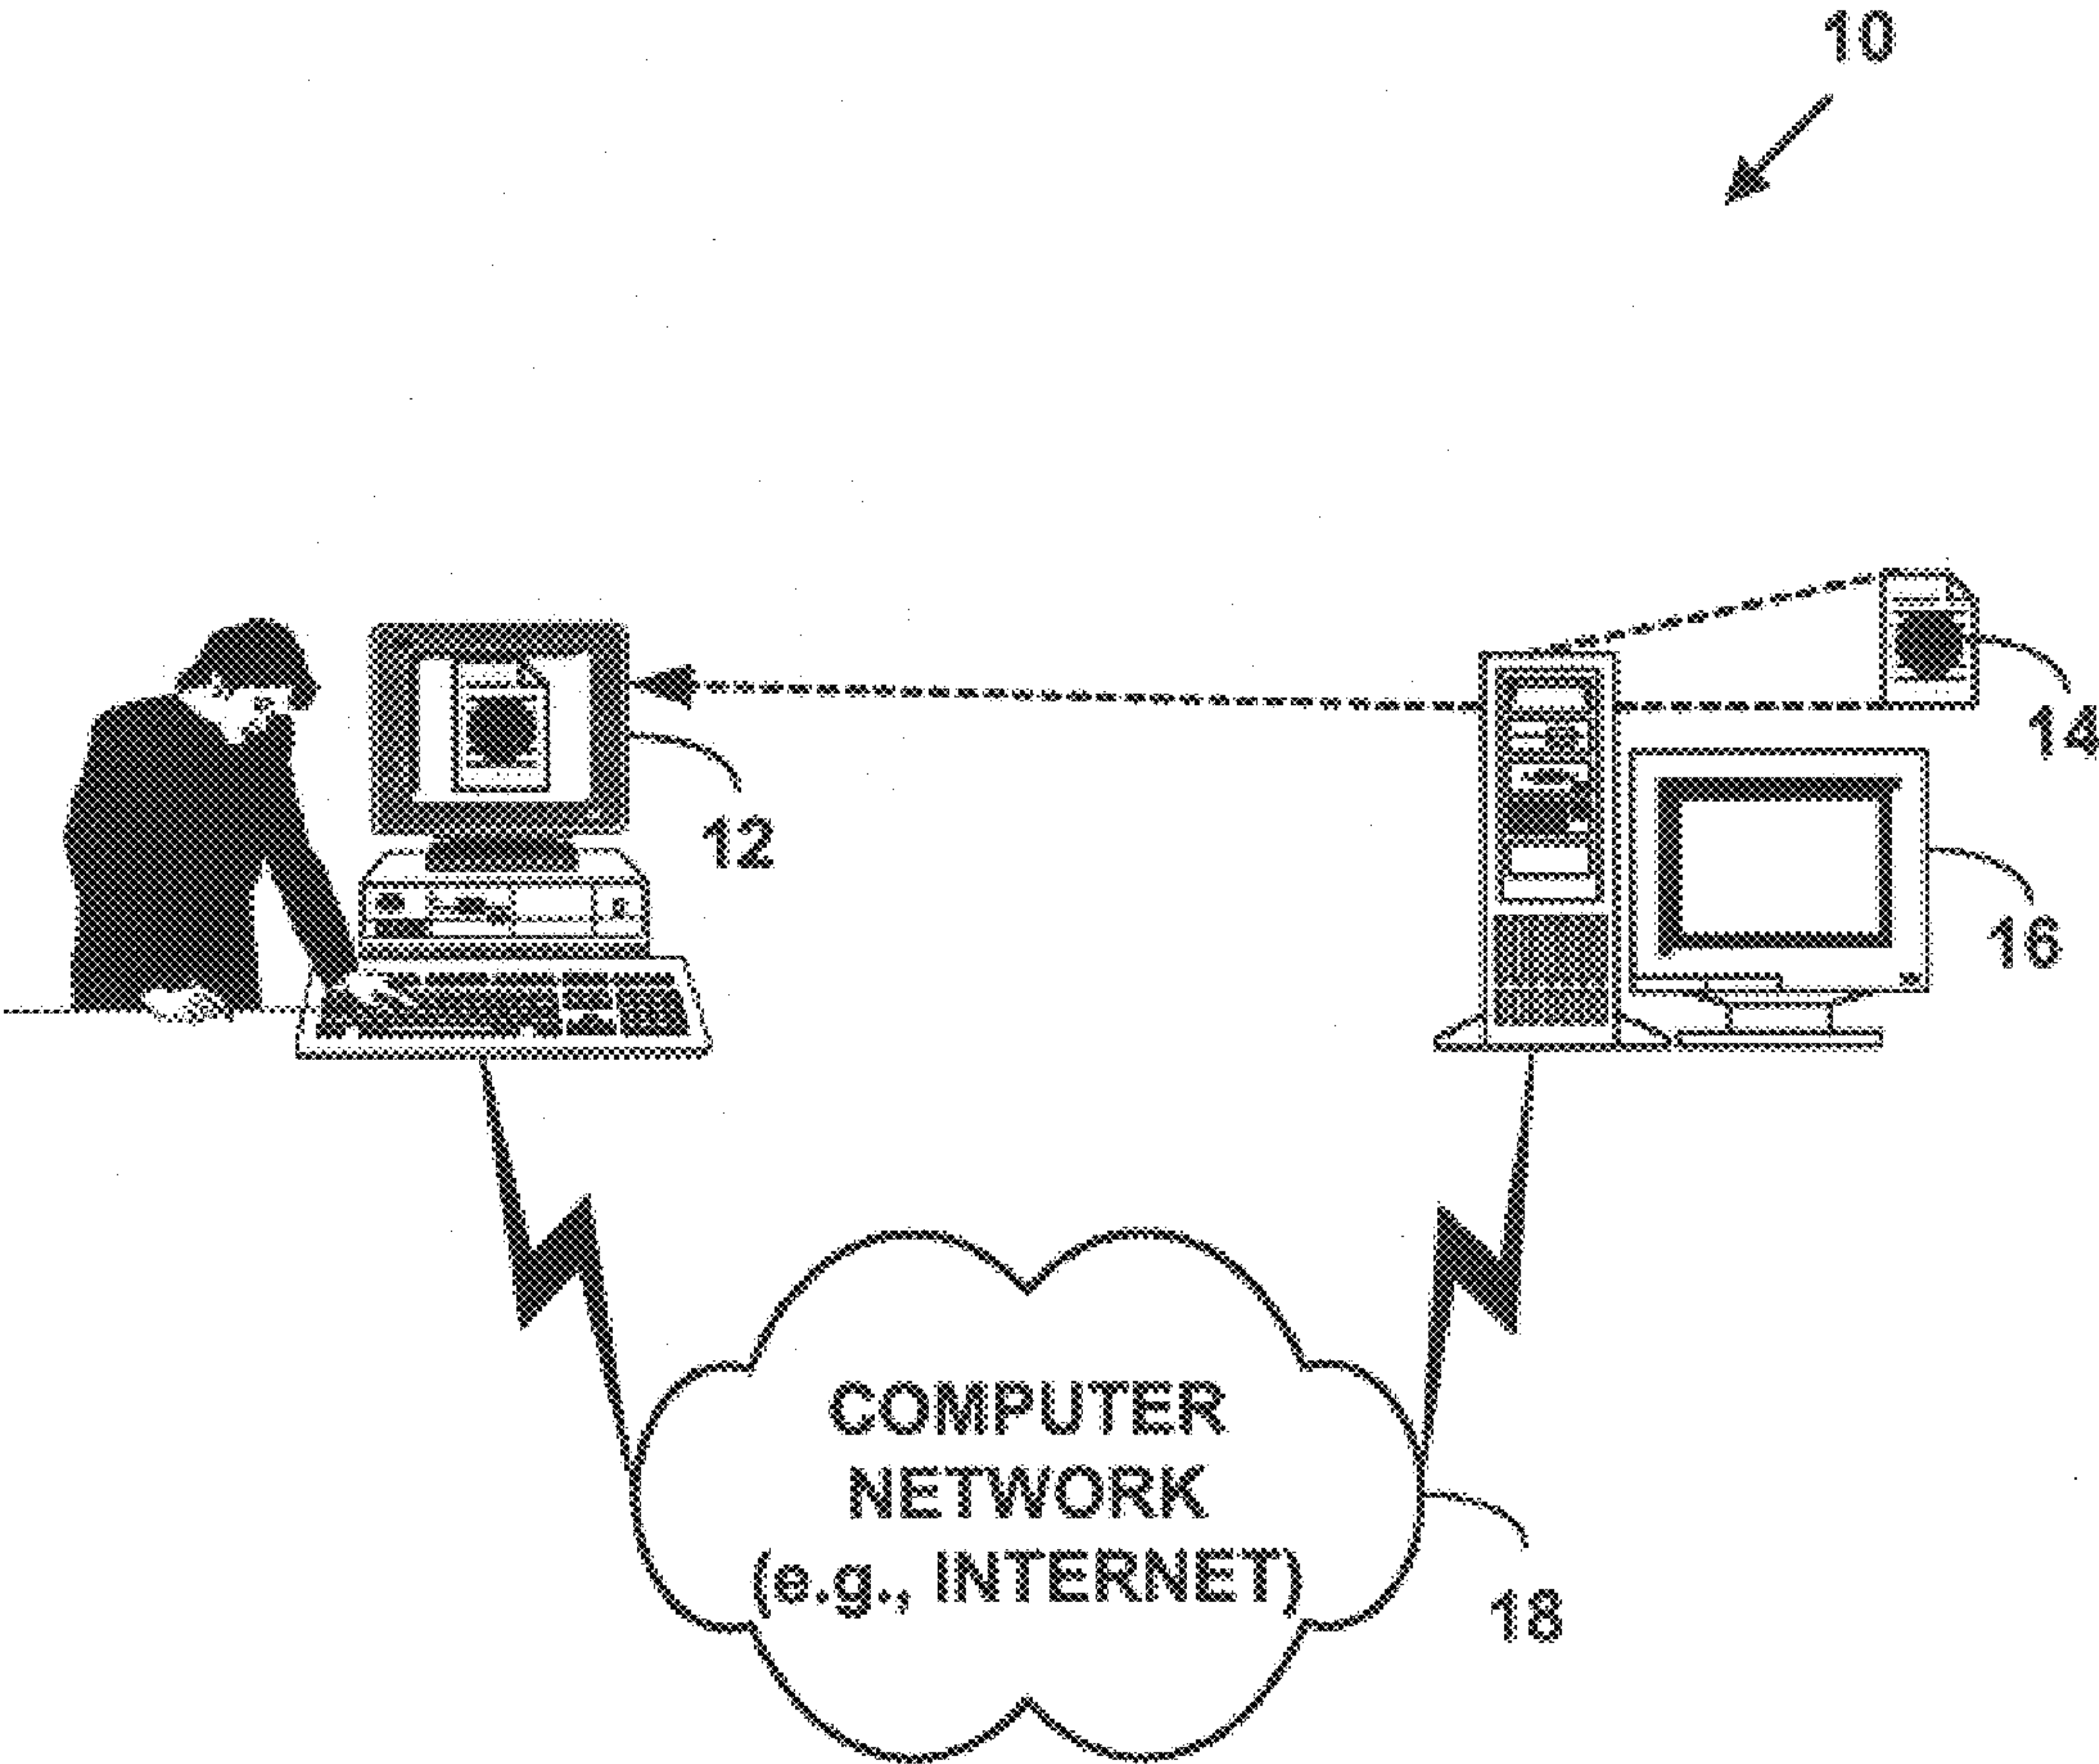 10
14
12
16
COMPUTER
NETWORK
(e.g., INTERNET)
18